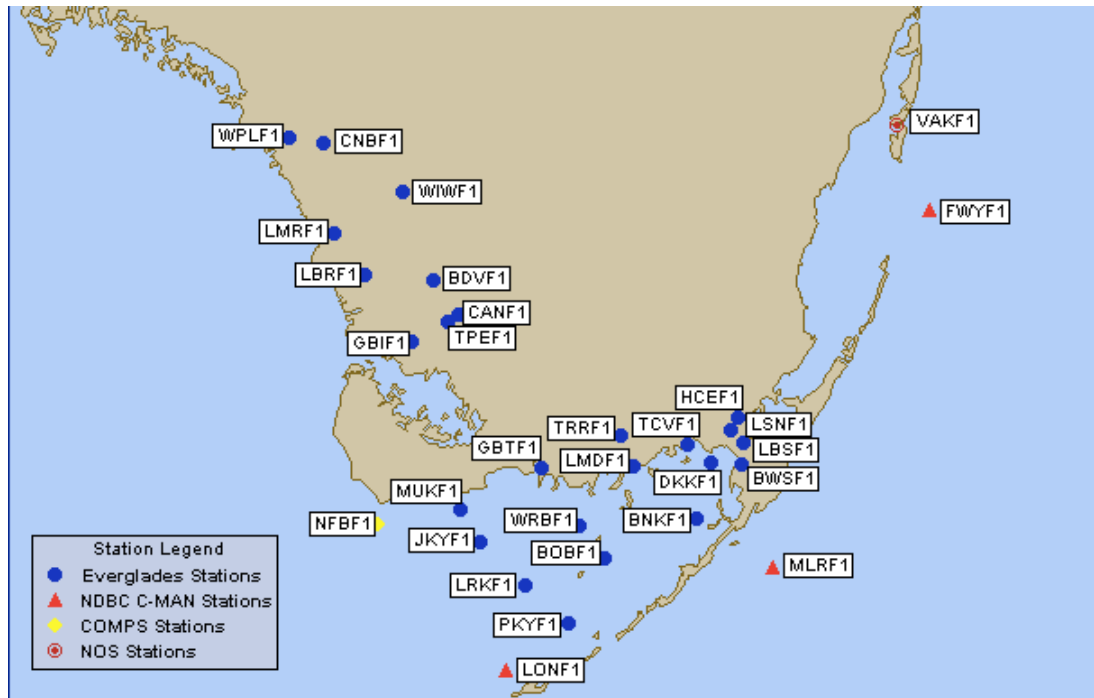 VAKF1
WPLF1
CNBF1
WIWF1
FWYF1
LMRF1
LBRF1
BDVF1
CANF1
TPEF1
GBIF1
HCEF1
TRRF1
TCVF1
LSNF1
LBSF1
GBTF1
LMDF1
DKKF1
BWSF1
MUKF1
NFBF1
WRBF1
BNKF1
JKYF1
BOBF1
MLRF1
LRKF1
PKYF1
LONF1
Station Legend
Everglades Stations
NDBC C-MAN Stations
COMPS Stations
NOS Stations